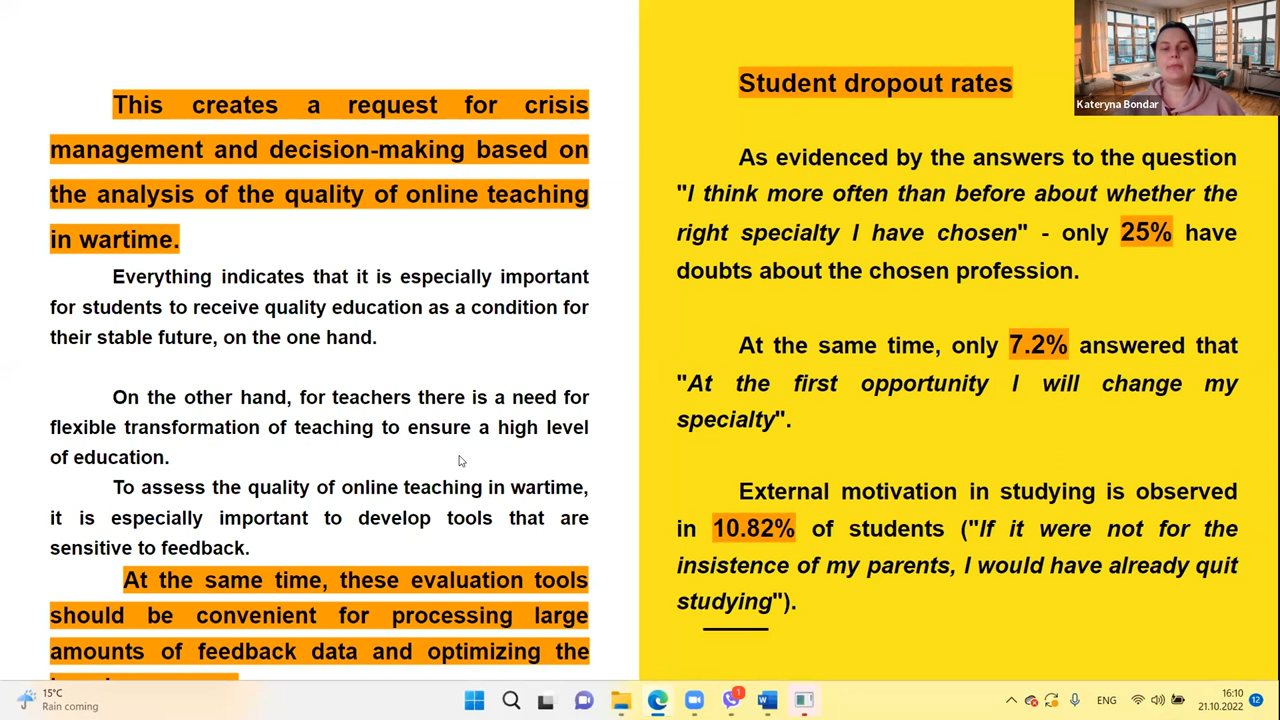 This creates a request for crisis
management and decision-making based on
the analysis of the quality of online teaching
in wartime.
Everything indicates that it is especially important
for students to receive quality education as a condition for
their stable future, on the one hand.
On the other hand, for teachers there is a need for
flexible transformation of teaching to ensure a high level
of education.
To assess the quality of online teaching in wartime,
it is especially important to develop tools that are
sensitive to feedback.
At the same time, these evaluation tools
should be convenient for processing large
amounts of feedback data and optimizing the
Student dropout rates
As evidenced by the answers to the question
"I think more often than before about whether the
right specialty I have chosen" - only 25% have
doubts about the chosen profession.
At the same time, only 7.2% answered that
"At the first opportunity I will change my
specialty".
External motivation in studying is observed
in 10.82% of students ("If it were not for the
insistence of my parents, I would have already quit
studying").
Kateryna Bondar
15°C
Rain coming
1
ENG
16:10
21.10.2022
12